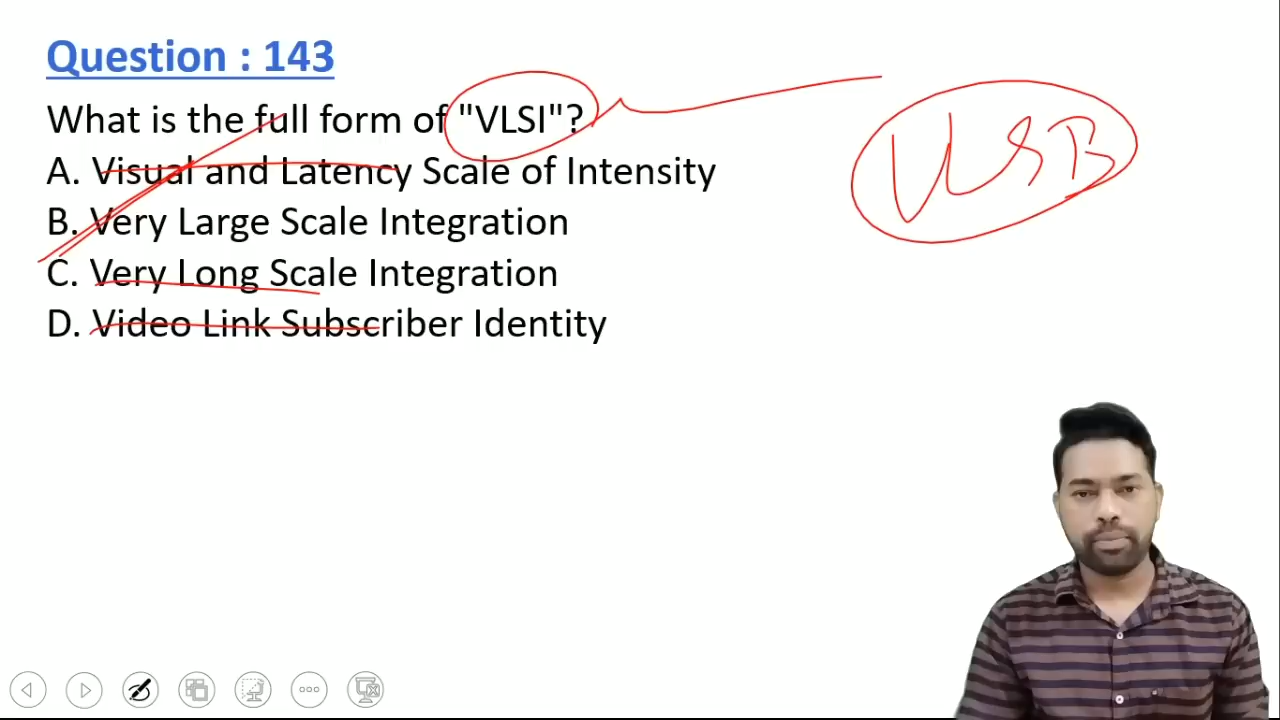 Question : 143
What is the full form of "VLSI"?
A. Visual and Latency Scale of Intensity
B. Very Large Scale Integration
C. Very Long Scale Integration
D. Video Link Subscriber Identity